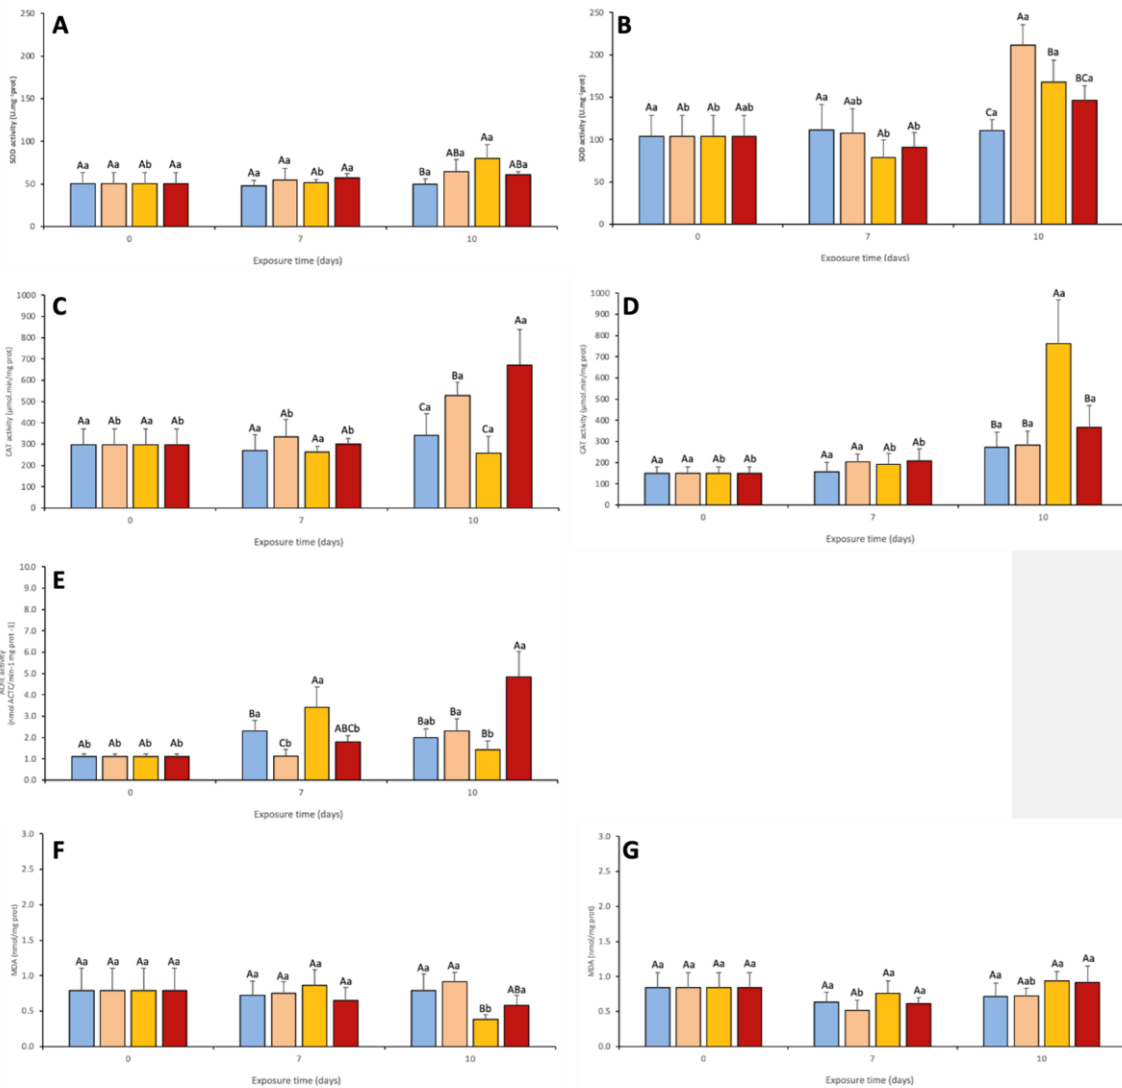 A
SOD activity (U.mg⁻¹prot)
250
200
150
100
50
0
Aa Aa Ab Aa
Aa Aa Ab Aa
Ba ABa Aa ABa
0 7 10
Exposure time (days)
B
SOD activity (U.mg⁻¹prot)
250
200
150
100
50
0
Aa Ab Ab Aab
Aa Aab Ab Ab
Ca Aa Ba BCa
0 7 10
Exposure time (days)
C
CAT activity (µmol.min/mg prot)
1000
900
800
700
600
500
400
300
200
100
0
Aa Ab Aa Ab
Aa Ab Aa Ab
Ca Ba Ca Aa
0 7 10
Exposure time (days)
D
CAT activity (µmol.min/mg prot)
1000
900
800
700
600
500
400
300
200
100
0
Aa Aa Ab Ab
Aa Aa Ab Ab
Ba Ba Aa Ba
0 7 10
Exposure time (days)
E
AChE activity
(nmol ACTC/min-1 mg prot -1)
10.0
9.0
8.0
7.0
6.0
5.0
4.0
3.0
2.0
1.0
0.0
Ab Ab Ab Ab
Ba Cb Aa ABCb
Bab Ba Bb Aa
0 7 10
Exposure time (days)
F
MDA (nmol/mg prot)
3.0
2.5
2.0
1.5
1.0
0.5
0.0
Aa Aa Aa Aa
Aa Aa Aa Aa
Aa Aa Bb ABa
0 7 10
Exposure time (days)
G
MDA (nmol/mg prot)
3.0
2.5
2.0
1.5
1.0
0.5
0.0
Aa Aa Aa Aa
Aa Ab Aa Aa
Aa Aab Aa Aa
0 7 10
Exposure time (days)